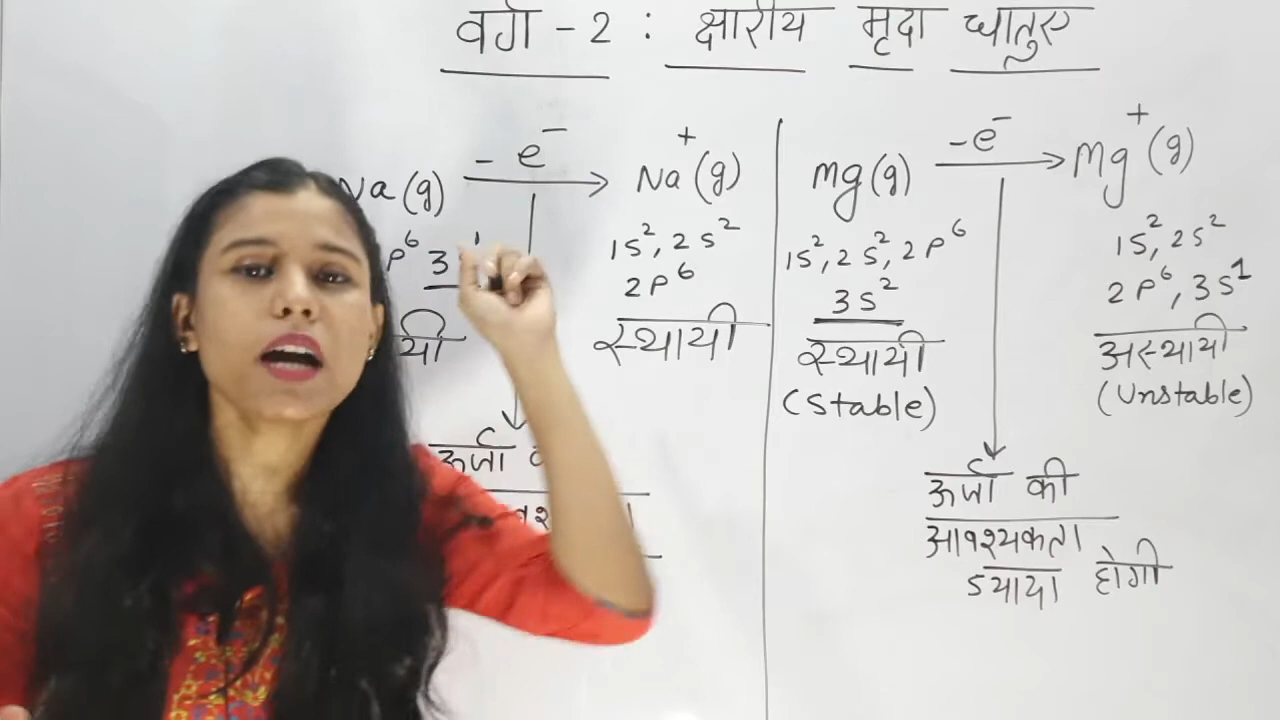 वर्ग - 2 : क्षारीय मृदा धातुए
Na(g) - e⁻ → Na⁺(g)
p⁶ 3
1s², 2s²
2p⁶
यी
स्थायी
ऊर्जा
Mg(g) - e⁻ → Mg⁺(g)
1s², 2s², 2p⁶
3s²
स्थायी
(Stable)
1s², 2s²
2p⁶, 3s¹
अस्थायी
(Unstable)
ऊर्जा की
आवश्यकता
होगी